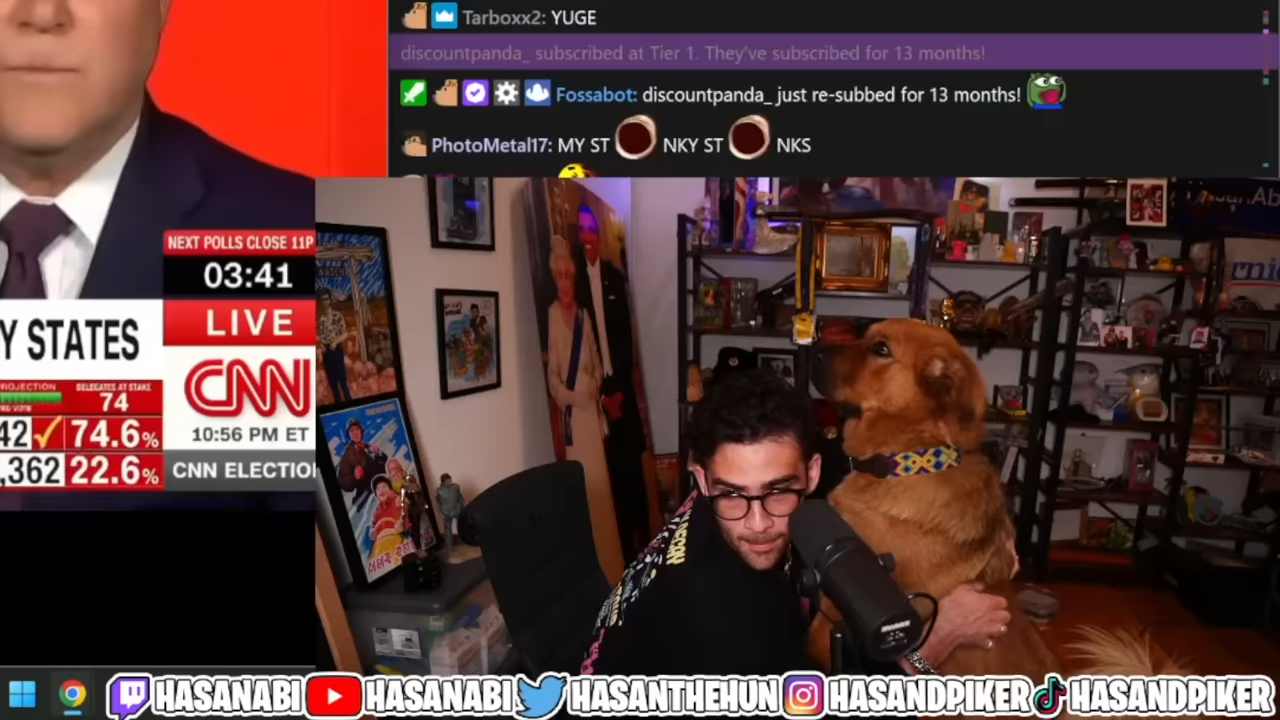 Tarboxx2: YUGE
discountpanda_ subscribed at Tier 1. They've subscribed for 13 months!
Fossabot: discountpanda_ just re-subbed for 13 months!
PhotoMetal17: MY ST NKY ST NKS
NEXT POLLS CLOSE 11P
03:41
Y STATES
LIVE
PROJECTION
DELEGATES AT STAKE
74
CNN
42 74.6%
10:56 PM ET
,362 22.6%
CNN ELECTIO
HASANABI HASANABI HASANTHEHUN HASANDPIKER HASANDPIKER